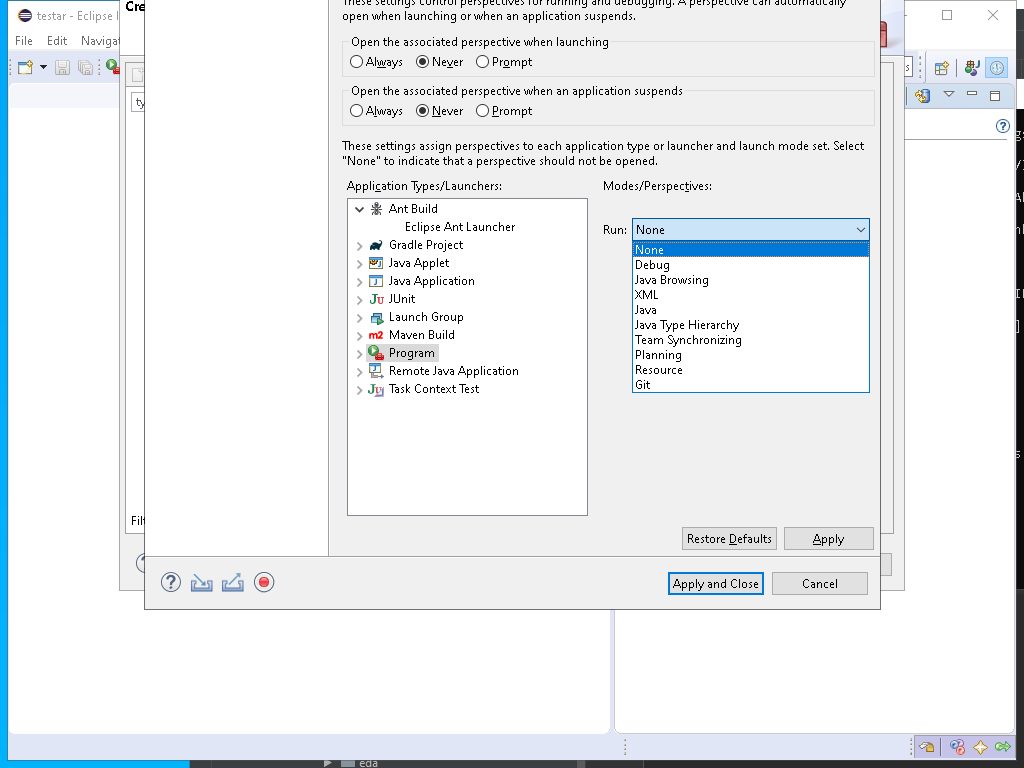 testar - Eclipse I
Cre
File Edit Naviga
These settings control perspectives for running and debugging. A perspective can automatically
open when launching or when an application suspends.
Open the associated perspective when launching
Always Never Prompt
Open the associated perspective when an application suspends
Always Never Prompt
ty
These settings assign perspectives to each application type or launcher and launch mode set. Select
"None" to indicate that a perspective should not be opened.
Application Types/Launchers:
Modes/Perspectives:
Ant Build
Eclipse Ant Launcher
Gradle Project
Java Applet
Java Application
JUnit
Launch Group
Maven Build
Program
Remote Java Application
Task Context Test
Run: None
None
Debug
Java Browsing
XML
Java
Java Type Hierarchy
Team Synchronizing
Planning
Resource
Git
Filt
Restore Defaults
Apply
Apply and Close
Cancel
eda